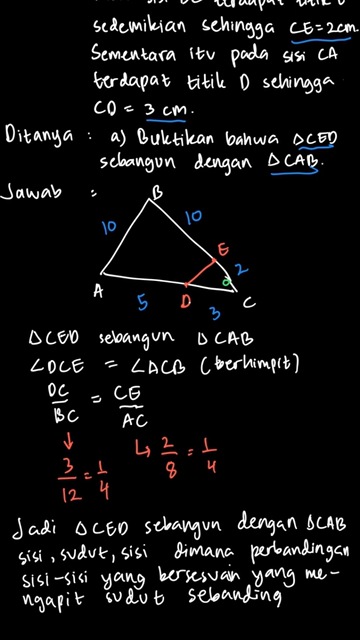 sedemikian sehingga CE = 2cm.
Sementara itu pada sisi CA
terdapat titik D sehingga
CD = 3 cm.
Ditanya : a) Buktikan bahwa △CED
sebangun dengan △CAB.
Jawab :
B
10
10
E
2
A
5
D
3
C
△CED sebangun △CAB
∠DCE = ∠ACB (berhimpit)
DC/BC = CE/AC
↓ ↳ 2/8 = 1/4
3/12 = 1/4
Jadi △CED sebangun dengan △CAB
sisi, sudut, sisi dimana perbandingan
sisi-sisi yang bersesuaian yang me-
ngapit sudut sebanding